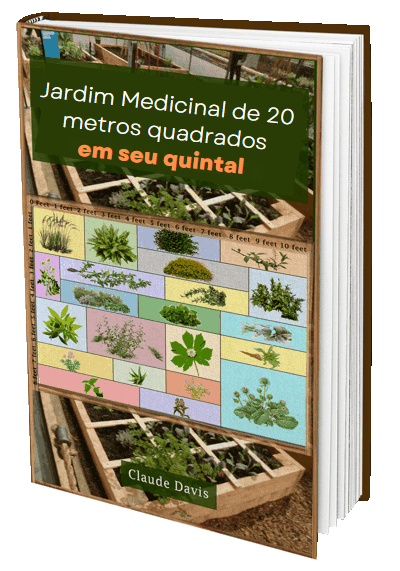 Jardim Medicinal de 20
metros quadrados
em seu quintal
0 feet 1 feet 2 feet 3 feet 4 feet 5 feet 6 feet 7 feet 8 feet 9 feet 10 feet
Claude Davis